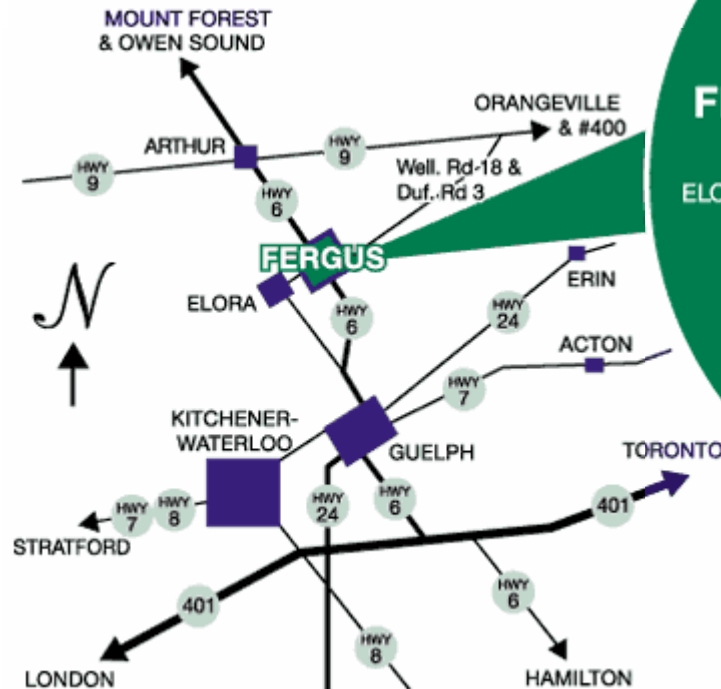 MOUNT FOREST
& OWEN SOUND
ORANGEVILLE
& #400
ARTHUR
HWY
9
HWY
9
Well. Rd-18 &
Duf. Rd 3
HWY
6
FERGUS
N
ELORA
ERIN
HWY
6
HWY
24
ACTON
HWY
7
KITCHENER-
WATERLOO
GUELPH
TORONTO
HWY
7
HWY
8
HWY
24
HWY
6
401
STRATFORD
401
HWY
6
HWY
8
LONDON
HAMILTON
F
ELO